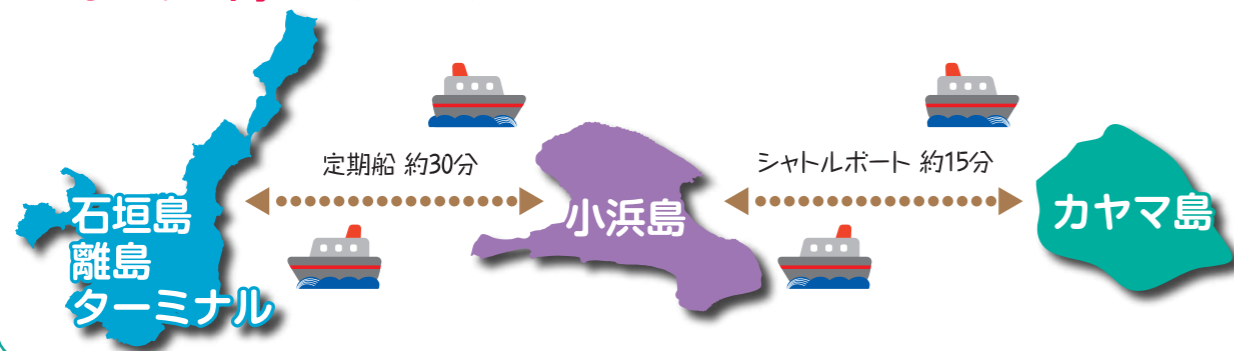 定期船 約30分
シャトルボート 約15分
石垣島
離島
ターミナル
小浜島
カヤマ島